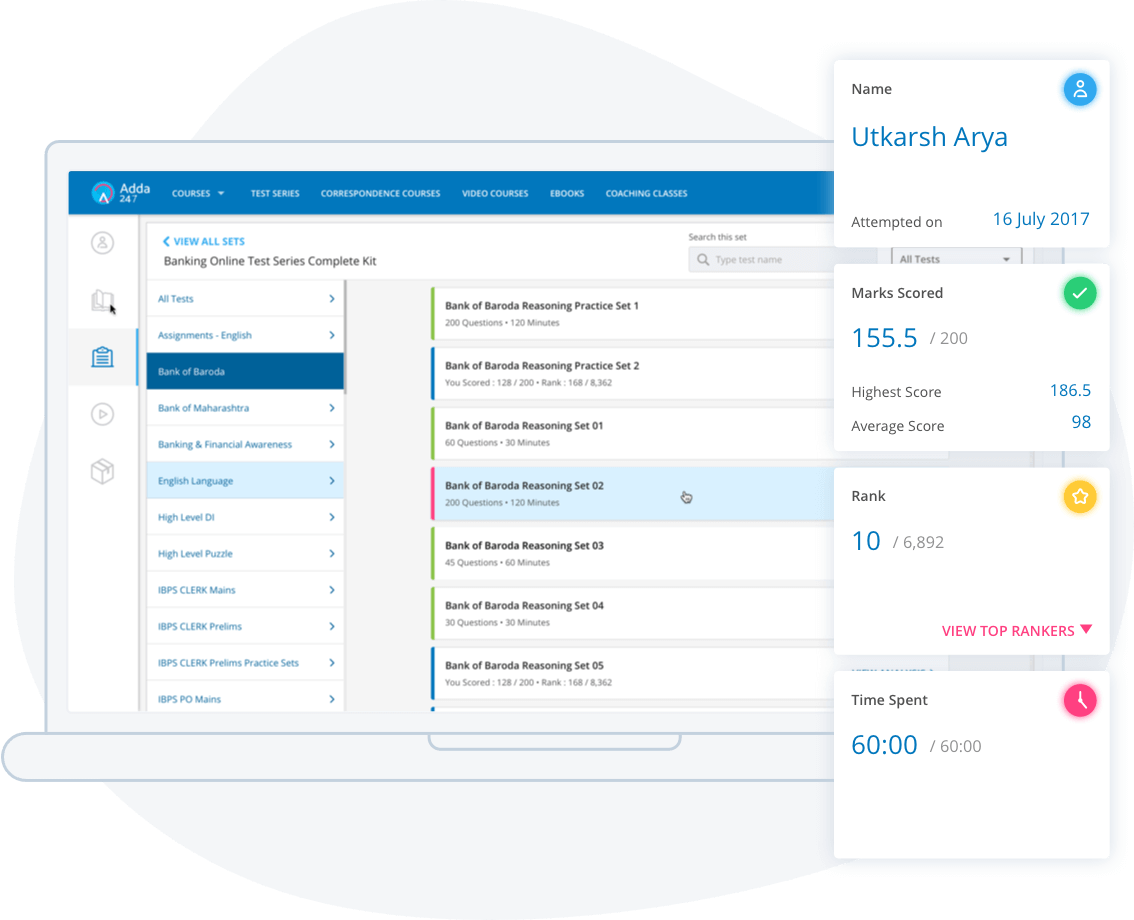 Adda
247
COURSES
TEST SERIES
CORRESPONDENCE COURSES
VIDEO COURSES
EBOOKS
COACHING CLASSES
VIEW ALL SETS
Banking Online Test Series Complete Kit
Search this set
Type test name
All Tests
All Tests
Assignments - English
Bank of Baroda
Bank of Maharashtra
Banking & Financial Awareness
English Language
High Level DI
High Level Puzzle
IBPS CLERK Mains
IBPS CLERK Prelims
IBPS CLERK Prelims Practice Sets
IBPS PO Mains
Bank of Baroda Reasoning Practice Set 1
200 Questions • 120 Minutes
Bank of Baroda Reasoning Practice Set 2
You Scored : 128 / 200 • Rank : 168 / 8,362
Bank of Baroda Reasoning Set 01
60 Questions • 30 Minutes
Bank of Baroda Reasoning Set 02
200 Questions • 120 Minutes
Bank of Baroda Reasoning Set 03
45 Questions • 60 Minutes
Bank of Baroda Reasoning Set 04
30 Questions • 30 Minutes
Bank of Baroda Reasoning Set 05
You Scored : 128 / 200 • Rank : 168 / 8,362
Name
Utkarsh Arya
Attempted on 16 July 2017
Marks Scored
155.5 / 200
Highest Score 186.5
Average Score 98
Rank
10 / 6,892
VIEW TOP RANKERS
Time Spent
60:00 / 60:00